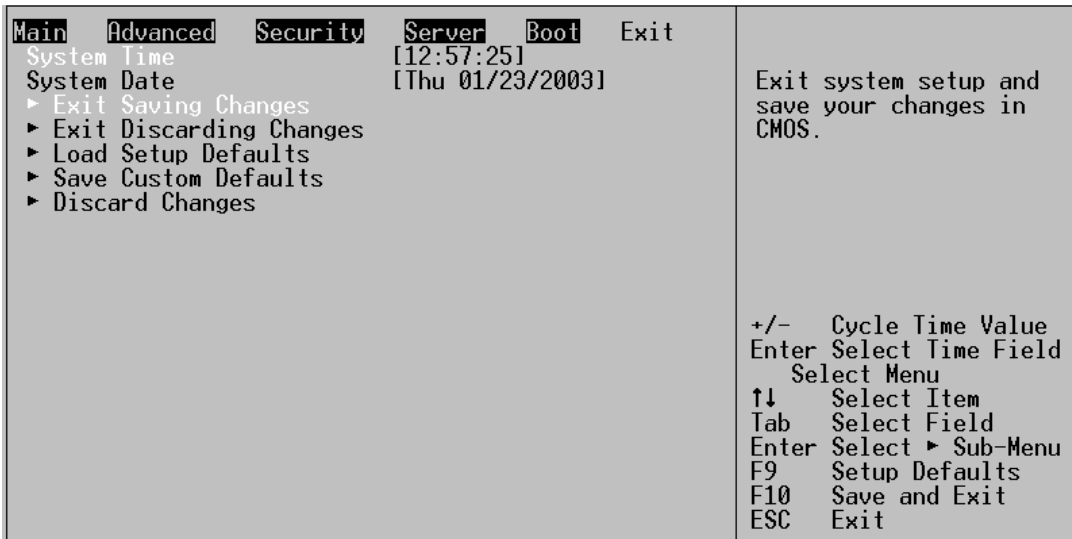 Main Advanced Security Server Boot Exit
System Time [12:57:25]
System Date [Thu 01/23/2003]
► Exit Saving Changes
► Exit Discarding Changes
► Load Setup Defaults
► Save Custom Defaults
► Discard Changes
Exit system setup and
save your changes in
CMOS.
+/- Cycle Time Value
Enter Select Time Field
Select Menu
↑↓ Select Item
Tab Select Field
Enter Select ► Sub-Menu
F9 Setup Defaults
F10 Save and Exit
ESC Exit